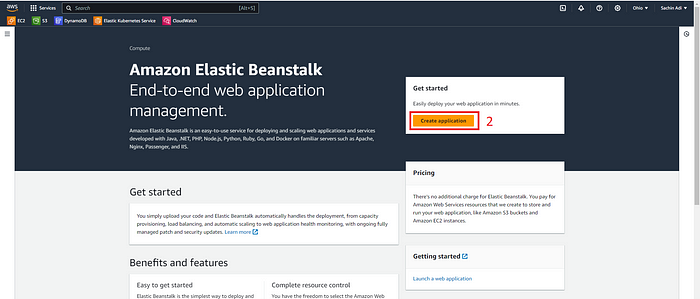 aws
Services
Search
[Alt+S]
Ohio
Sachin Adi
EC2
S3
DynamoDB
Elastic Kubernetes Service
CloudWatch
Compute
Amazon Elastic Beanstalk
End-to-end web application
management.
Amazon Elastic Beanstalk is an easy-to-use service for deploying and scaling web applications and services
developed with Java, .NET, PHP, Node.js, Python, Ruby, Go, and Docker on familiar servers such as Apache,
Nginx, Passenger, and IIS.
Get started
Easily deploy your web application in minutes.
Create application
2
Pricing
There's no additional charge for Elastic Beanstalk. You pay for
Amazon Web Services resources that we create to store and
run your web application, like Amazon S3 buckets and
Amazon EC2 instances.
Getting started
Launch a web application
Get started
You simply upload your code and Elastic Beanstalk automatically handles the deployment, from capacity
provisioning, load balancing, and automatic scaling to web application health monitoring, with ongoing fully
managed patch and security updates. Learn more
Benefits and features
Easy to get started
Elastic Beanstalk is the simplest way to deploy and
Complete resource control
You have the freedom to select the Amazon Web